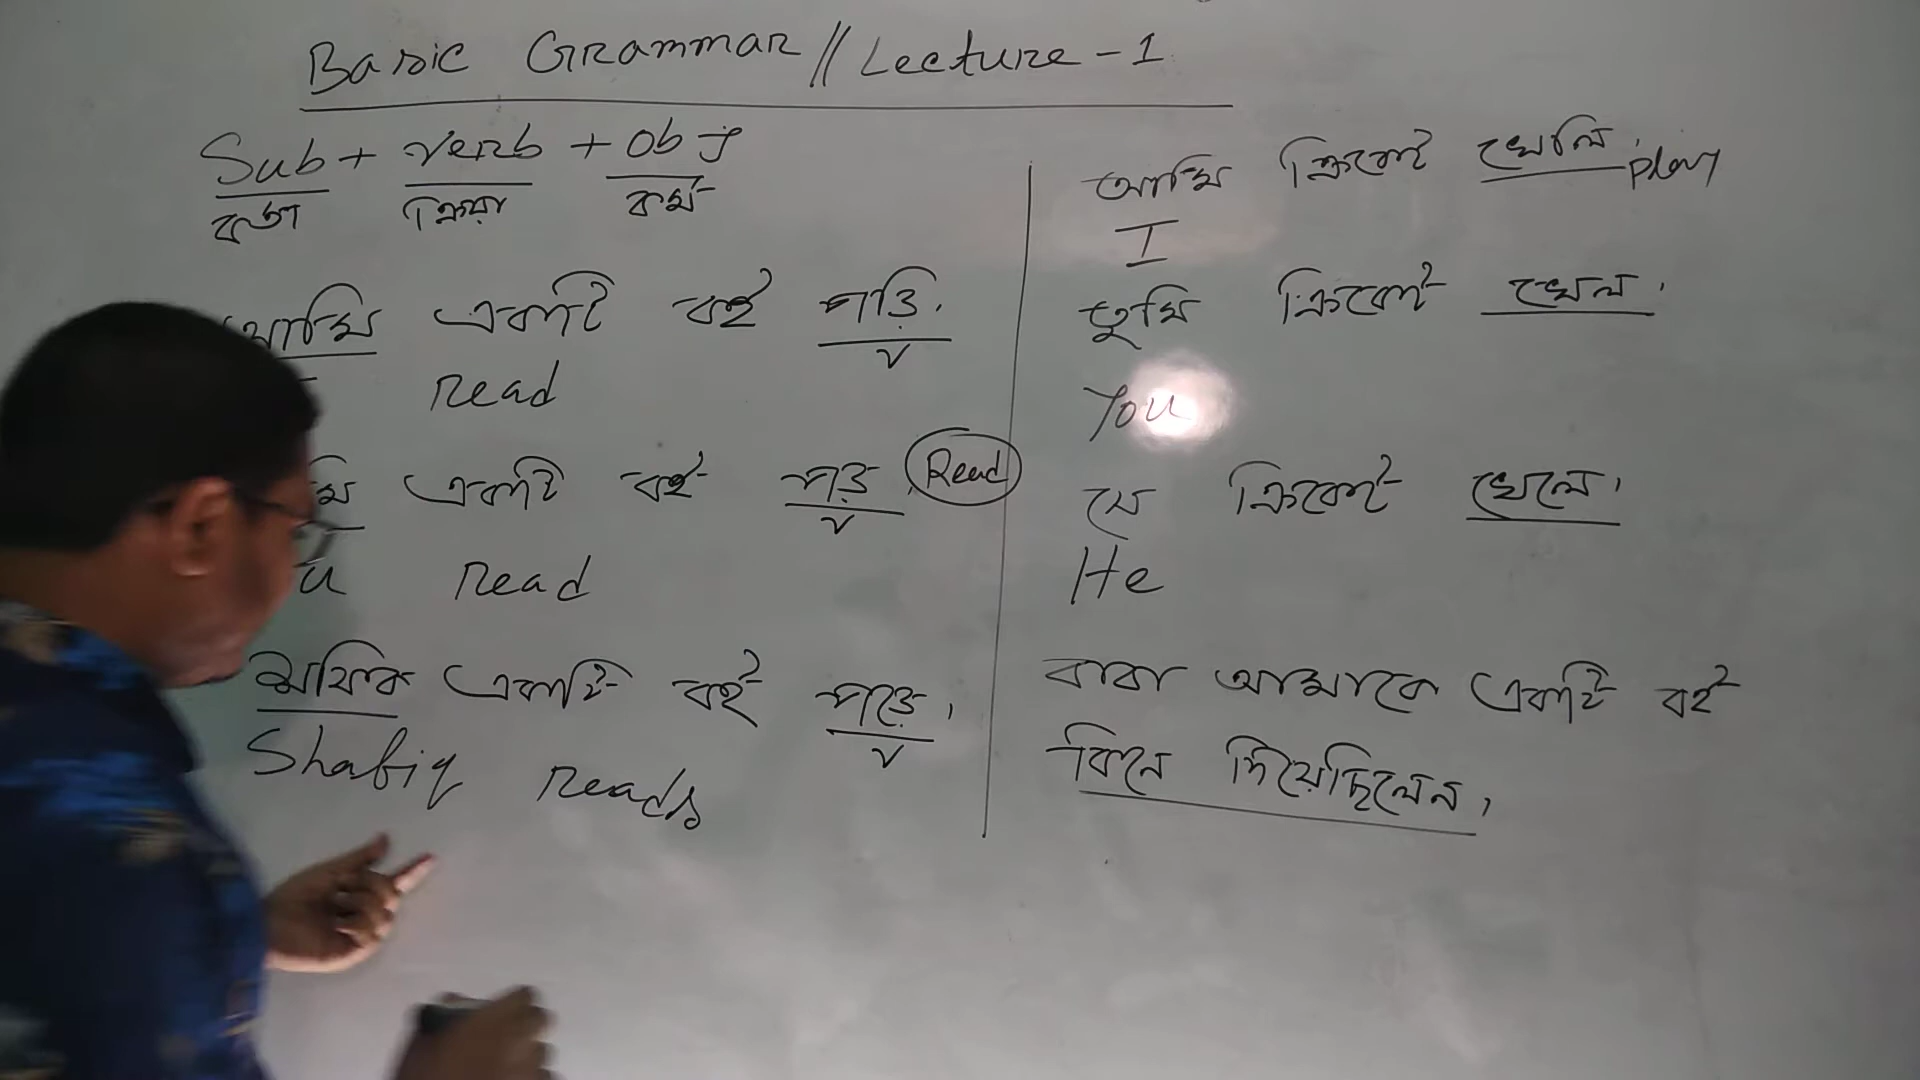 Basic Grammar // Lecture - 1
Sub + verb + Obj
কর্তা ক্রিয়া কর্ম
আমি একটি বই পড়ি.
v
Read
মি একটি বই পড় Read
v
u Read
শফিক একটি বই পড়ে.
v
Shafiq Reads
আমি ক্রিকেট খেলি. play
I
তুমি ক্রিকেট খেল.
You
সে ক্রিকেট খেলে.
He
বাবা আমাকে একটি বই
কিনে দিয়েছিলেন.